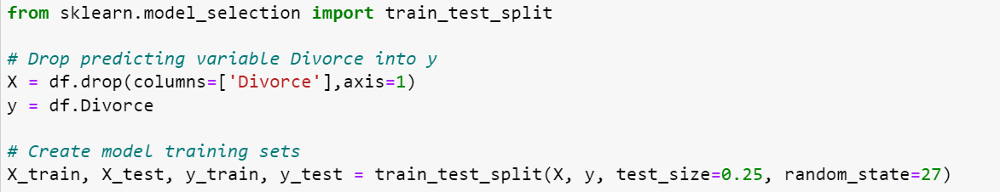 from sklearn.model_selection import train_test_split
# Drop predicting variable Divorce into y
X = df.drop(columns=['Divorce'],axis=1)
y = df.Divorce
# Create model training sets
X_train, X_test, y_train, y_test = train_test_split(X, y, test_size=0.25, random_state=27)